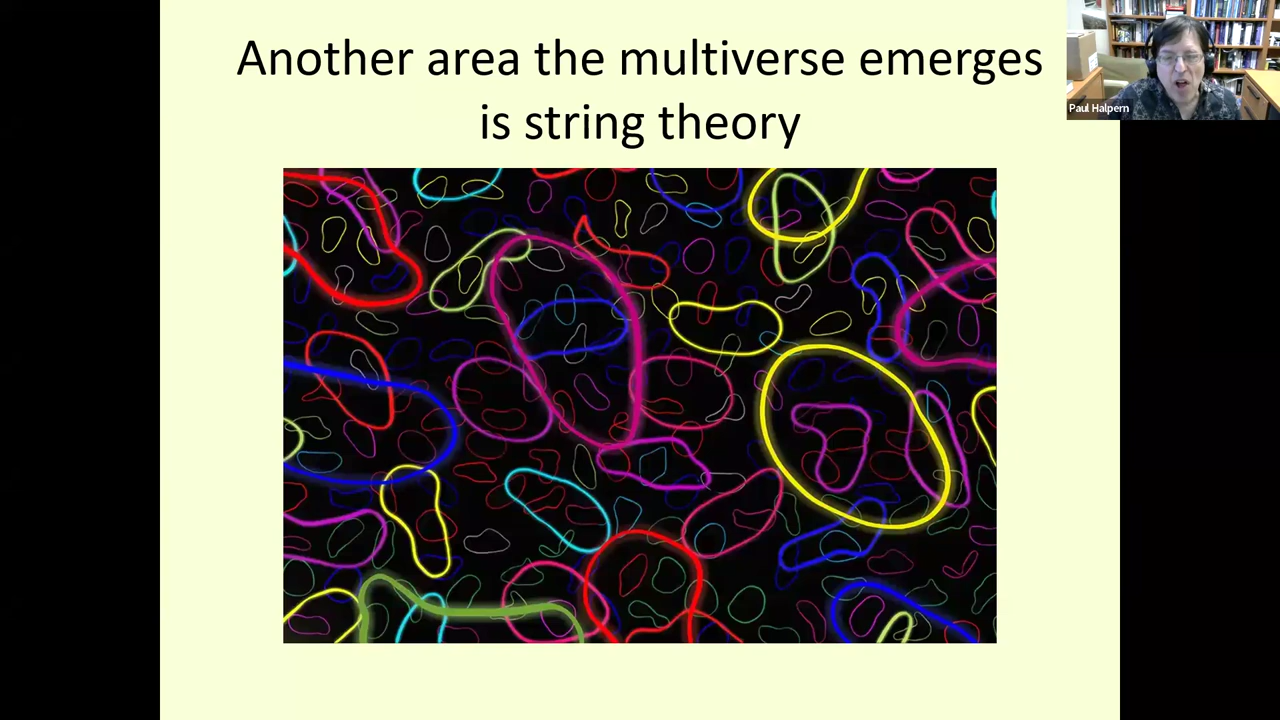 Another area the multiverse emerges
is string theory
Paul Halpern